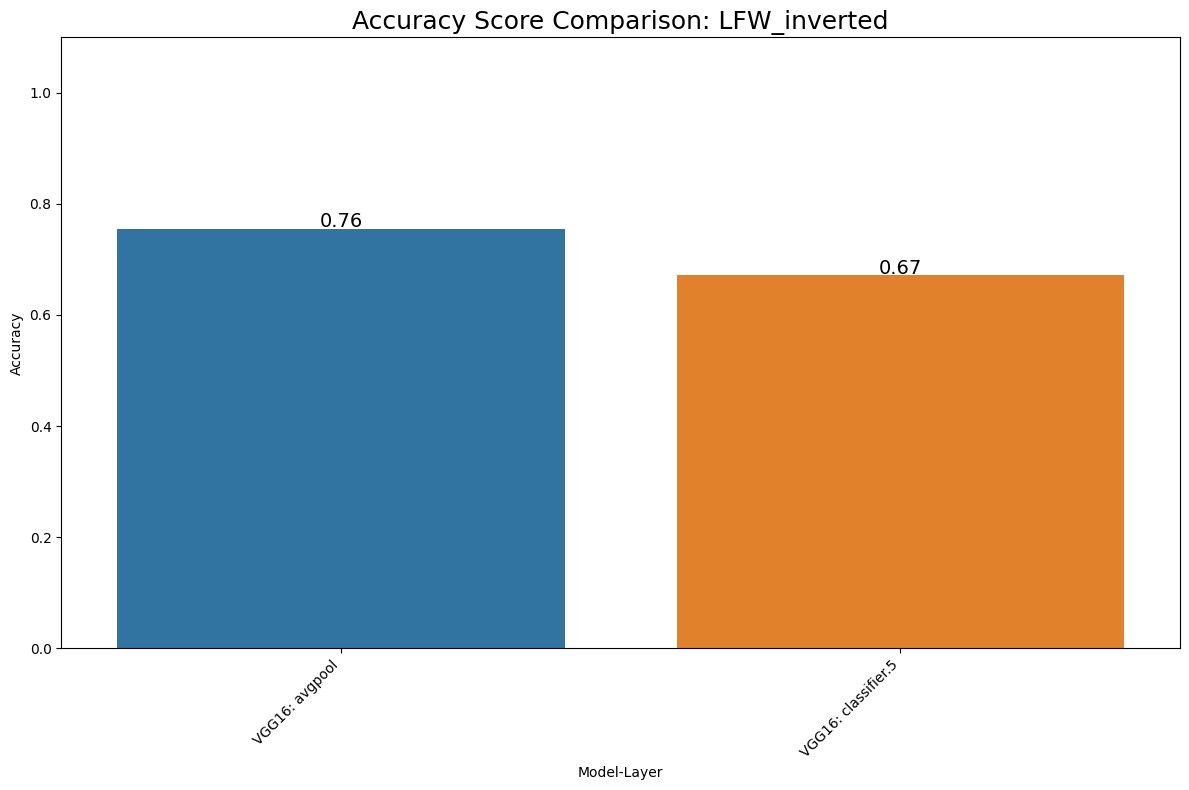 Accuracy Score Comparison: LFW_inverted
1.0
0.8
0.6
0.4
0.2
0.0
Accuracy
0.76
0.67
VGG16: avgpool
VGG16: classifier.5
Model-Layer